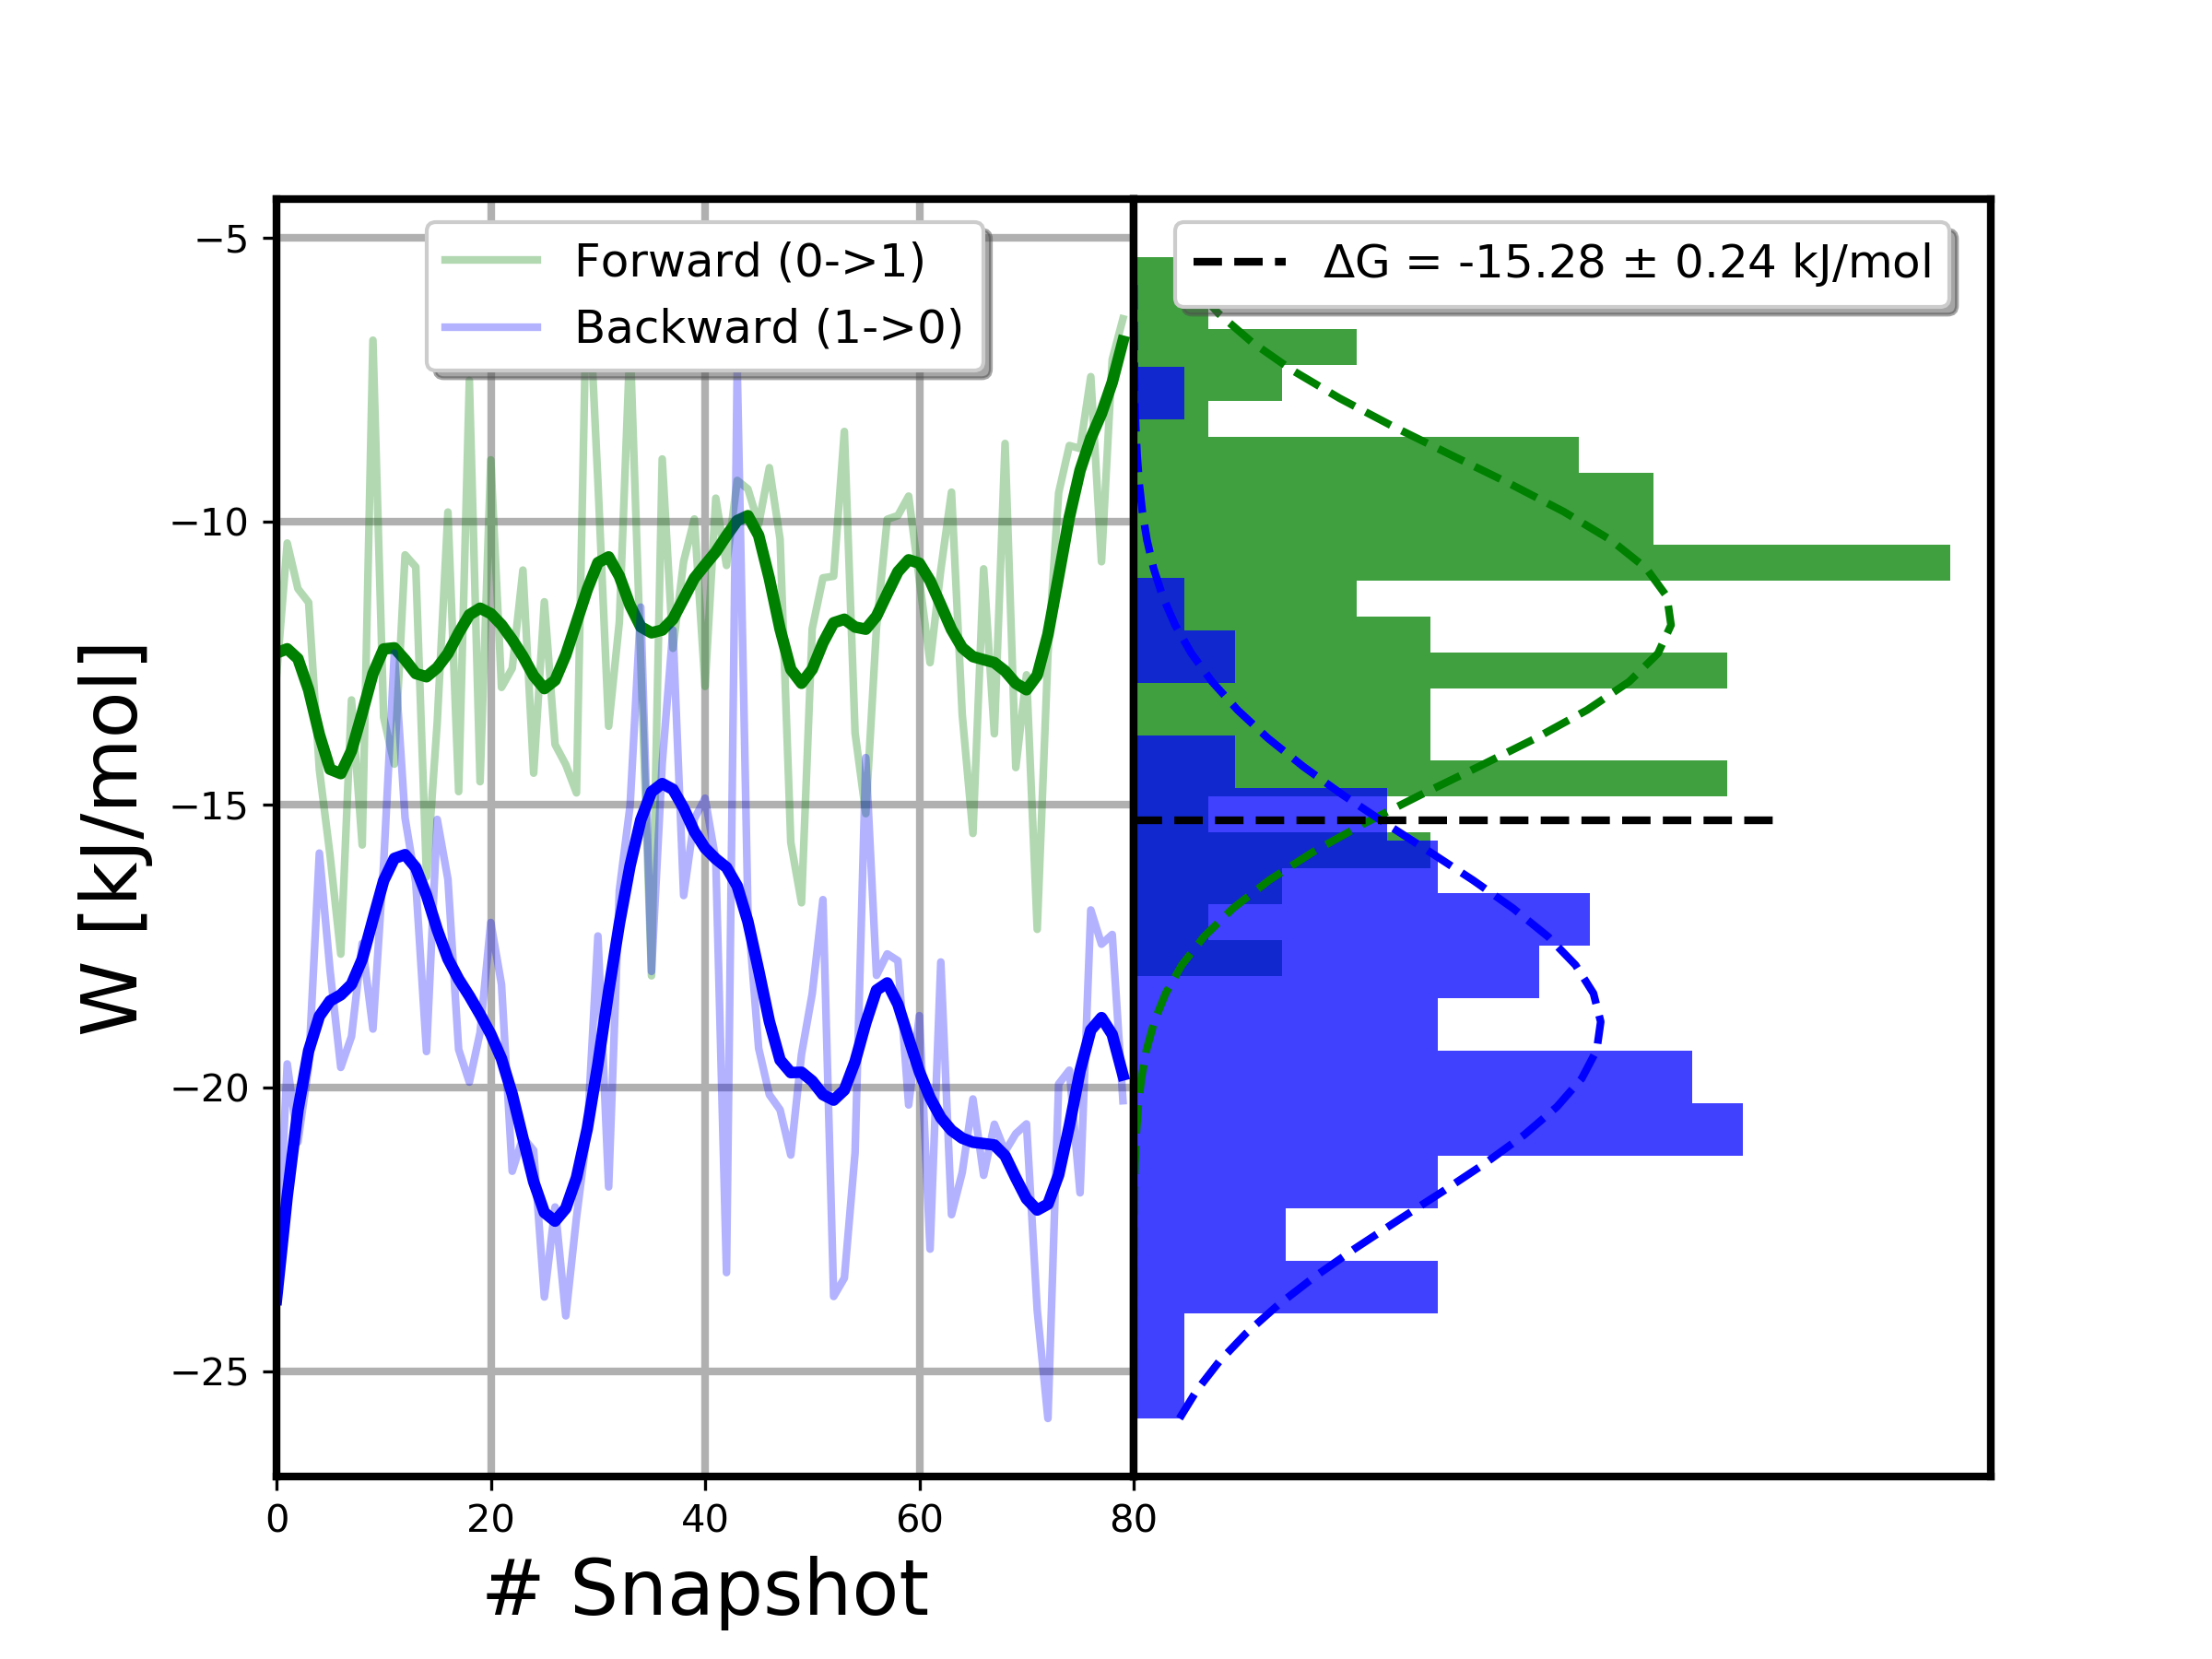 Forward (0->1)
Backward (1->0)
ΔG = -15.28 ± 0.24 kJ/mol
W [kJ/mol]
−5
−10
−15
−20
−25
0 20 40 60 80
# Snapshot